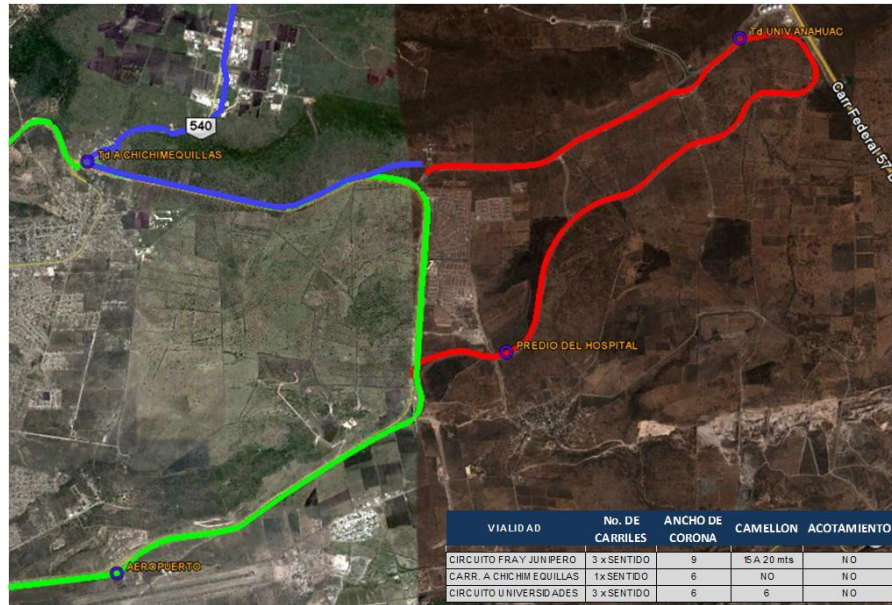 Td UNIV ANAHUAC
Carr Federal 57 D
540
Td A CHICHIMEQUILLAS
PREDIO DEL HOSPITAL
AEROPUERTO
VIALIDAD No. DE CARRILES ANCHO DE CORONA CAMELLON ACOTAMIENTO
CIRCUITO FRAY JUNIPERO 3 x SENTIDO 9 15 A 20 mts NO
CARR. A CHICHIMEQUILLAS 1 x SENTIDO 6 NO NO
CIRCUITO UNIVERSIDADES 3 x SENTIDO 6 6 NO